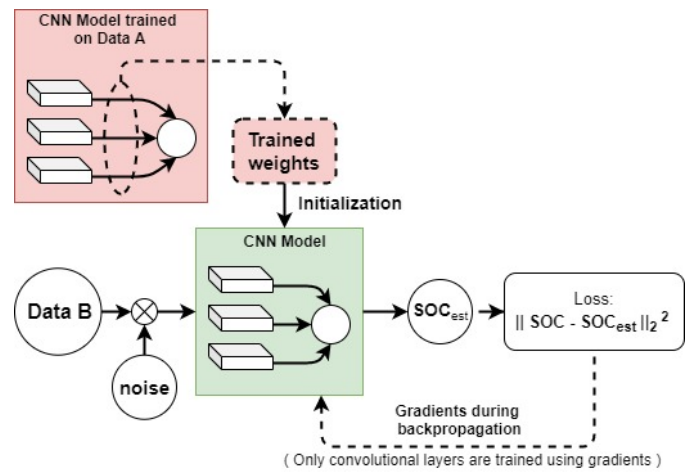 CNN Model trained
on Data A
Trained
weights
Initialization
CNN Model
Data B
noise
SOCest
Loss:
|| SOC - SOCest ||2 2
Gradients during
backpropagation
( Only convolutional layers are trained using gradients )